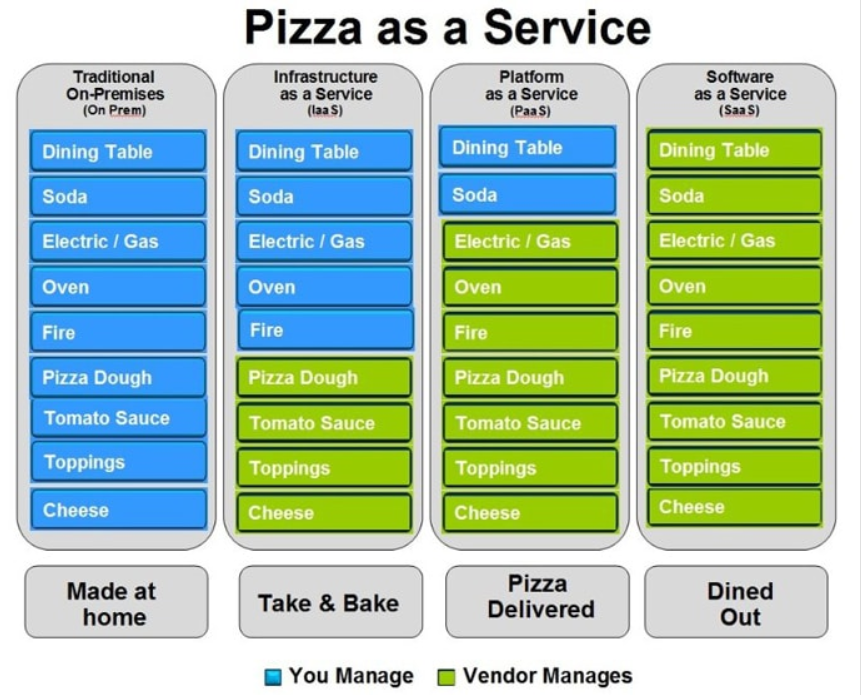 Pizza as a Service
Traditional
On-Premises
(On Prem)
Dining Table
Soda
Electric / Gas
Oven
Fire
Pizza Dough
Tomato Sauce
Toppings
Cheese
Made at
home
Infrastructure
as a Service
(IaaS)
Dining Table
Soda
Electric / Gas
Oven
Fire
Pizza Dough
Tomato Sauce
Toppings
Cheese
Take & Bake
Platform
as a Service
(PaaS)
Dining Table
Soda
Electric / Gas
Oven
Fire
Pizza Dough
Tomato Sauce
Toppings
Cheese
Pizza
Delivered
Software
as a Service
(SaaS)
Dining Table
Soda
Electric / Gas
Oven
Fire
Pizza Dough
Tomato Sauce
Toppings
Cheese
Dined
Out
You Manage
Vendor Manages